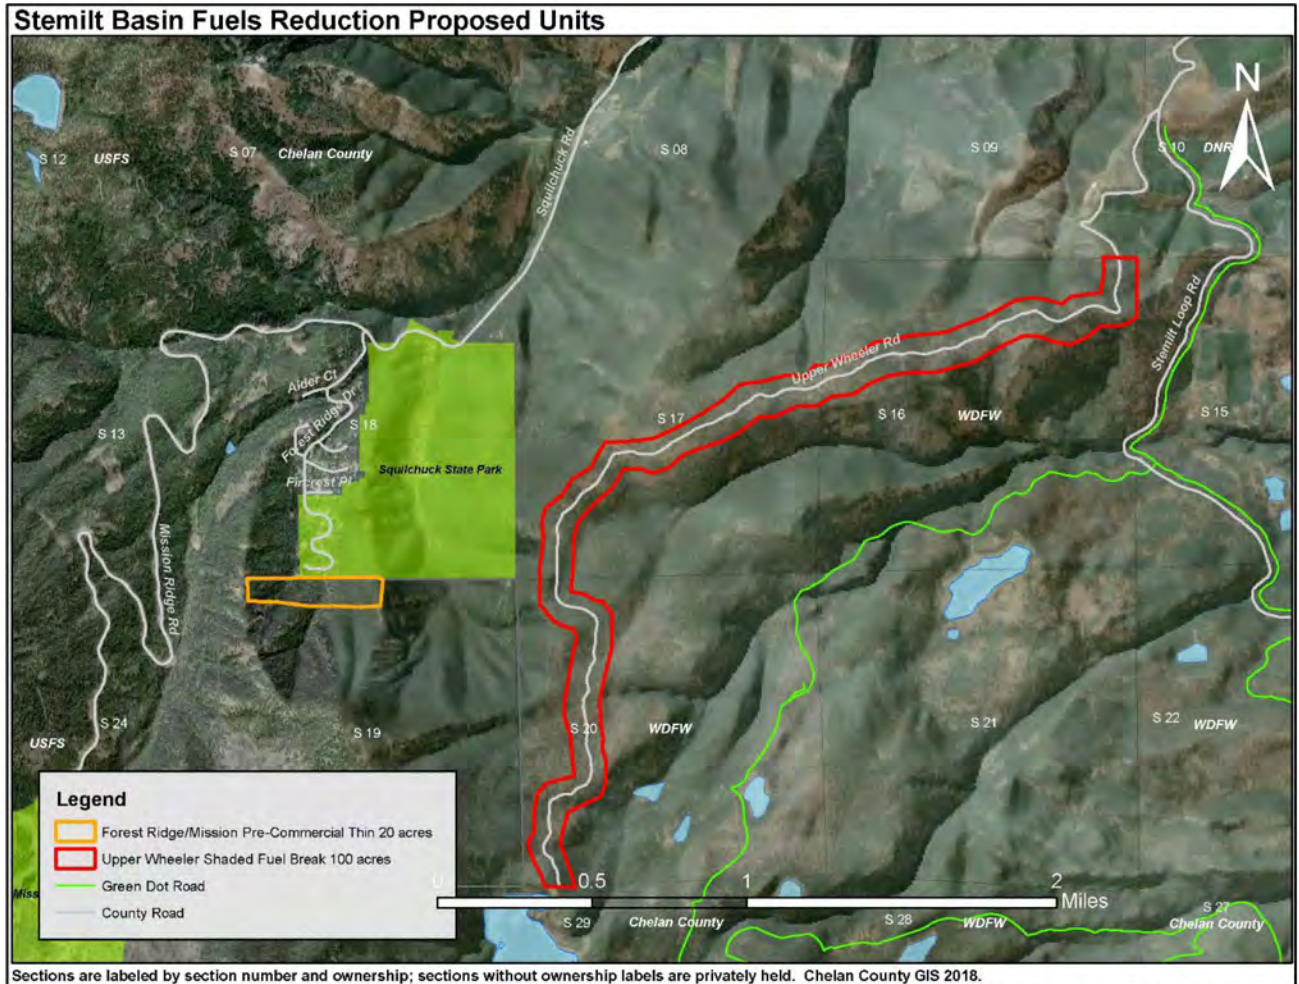 Stemilt Basin Fuels Reduction Proposed Units
N
S 12
USFS
S 07
Chelan County
Squilchuck Rd
S 08
S 09
S 10
DNR
Stemilt Loop Rd
Upper Wheeler Rd
Alder Ct
Forest Ridge Dr
S 18
S 13
S 17
S 16
WDFW
S 15
Squilchuck State Park
Fircrest Pl
Mission Ridge Rd
S 24
USFS
S 19
S 20
WDFW
S 21
S 22
WDFW
Legend
Forest Ridge/Mission Pre-Commercial Thin 20 acres
Upper Wheeler Shaded Fuel Break 100 acres
Green Dot Road
County Road
Miss
0 0.5 1 2
Miles
S 29
Chelan County
S 28
WDFW
S 27
Chelan County
Sections are labeled by section number and ownership; sections without ownership labels are privately held. Chelan County GIS 2018.